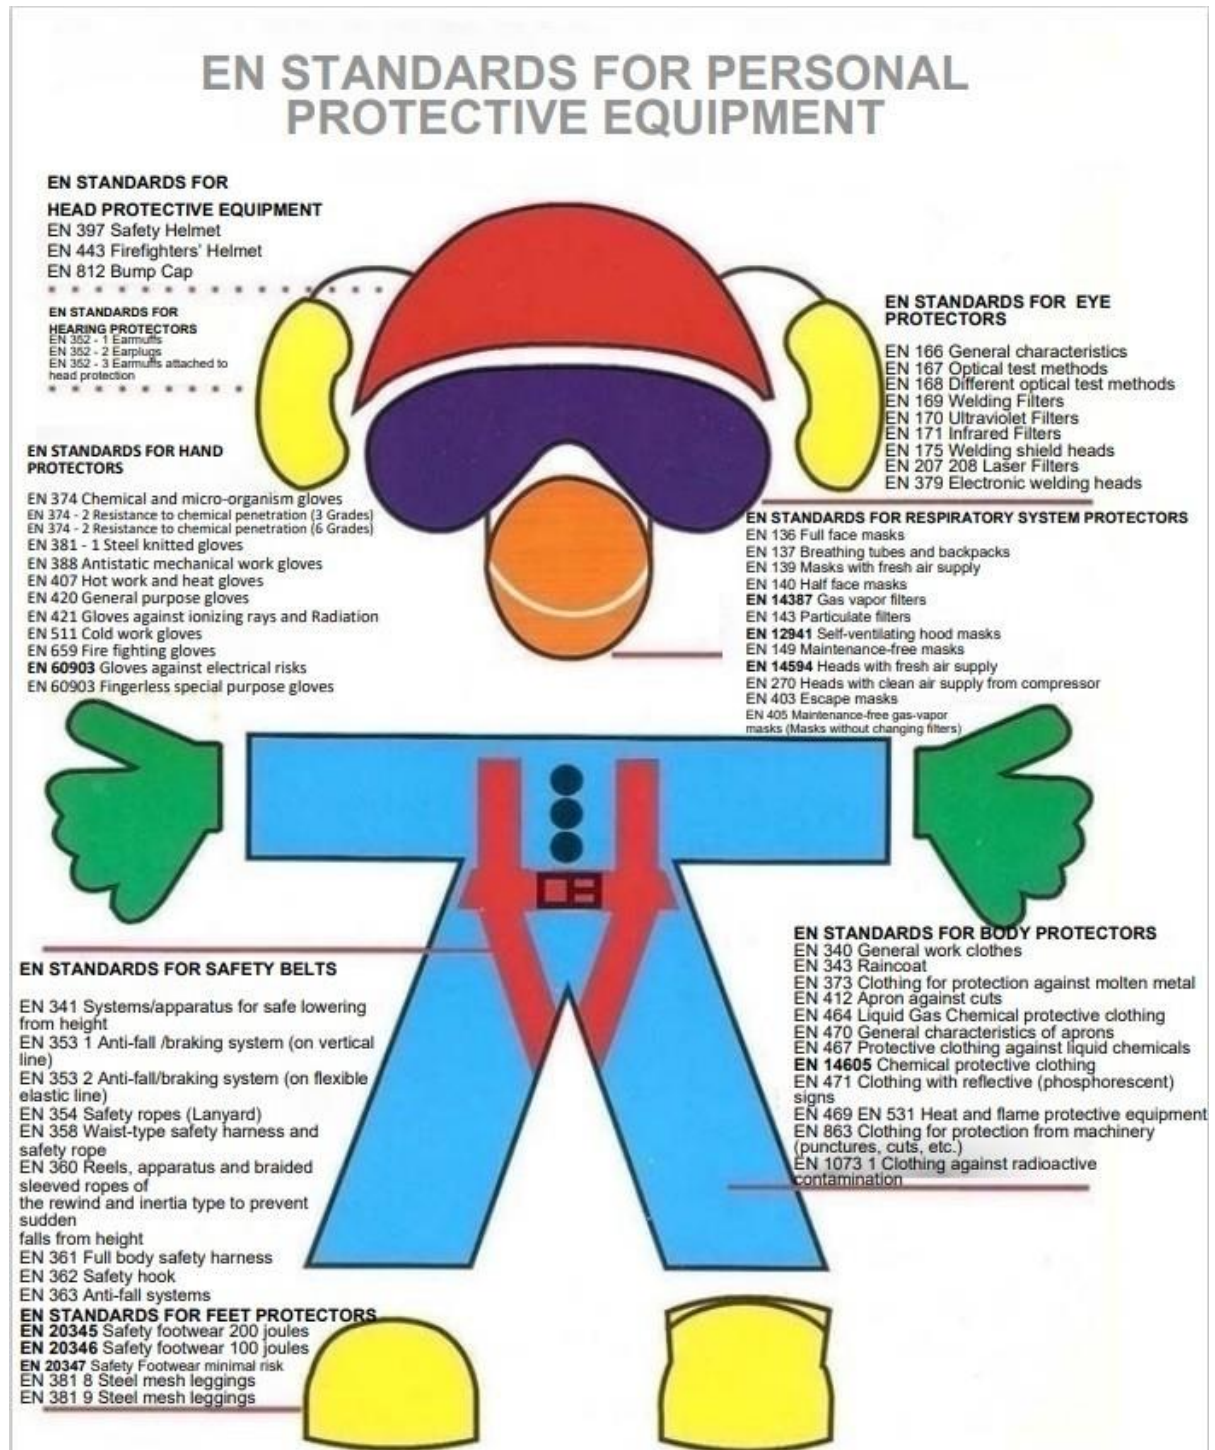 EN STANDARDS FOR PERSONAL
PROTECTIVE EQUIPMENT
EN STANDARDS FOR
HEAD PROTECTIVE EQUIPMENT
EN 397 Safety Helmet
EN 443 Firefighters' Helmet
EN 812 Bump Cap
EN STANDARDS FOR
HEARING PROTECTORS
EN 352 - 1 Earmuffs
EN 352 - 2 Earplugs
EN 352 - 3 Earmuffs attached to
head protection
EN STANDARDS FOR EYE
PROTECTORS
EN 166 General characteristics
EN 167 Optical test methods
EN 168 Different optical test methods
EN 169 Welding Filters
EN 170 Ultraviolet Filters
EN 171 Infrared Filters
EN 175 Welding shield heads
EN 207 208 Laser Filters
EN 379 Electronic welding heads
EN STANDARDS FOR HAND
PROTECTORS
EN 374 Chemical and micro-organism gloves
EN 374 - 2 Resistance to chemical penetration (3 Grades)
EN 374 - 2 Resistance to chemical penetration (6 Grades)
EN 381 - 1 Steel knitted gloves
EN 388 Antistatic mechanical work gloves
EN 407 Hot work and heat gloves
EN 420 General purpose gloves
EN 421 Gloves against ionizing rays and Radiation
EN 511 Cold work gloves
EN 659 Fire fighting gloves
EN 60903 Gloves against electrical risks
EN 60903 Fingerless special purpose gloves
EN STANDARDS FOR RESPIRATORY SYSTEM PROTECTORS
EN 136 Full face masks
EN 137 Breathing tubes and backpacks
EN 139 Masks with fresh air supply
EN 140 Half face masks
EN 14387 Gas vapor filters
EN 143 Particulate filters
EN 12941 Self-ventilating hood masks
EN 149 Maintenance-free masks
EN 14594 Heads with fresh air supply
EN 270 Heads with clean air supply from compressor
EN 403 Escape masks
EN 405 Maintenance-free gas-vapor
masks (Masks without changing filters)
EN STANDARDS FOR SAFETY BELTS
EN 341 Systems/apparatus for safe lowering
from height
EN 353 1 Anti-fall /braking system (on vertical
line)
EN 353 2 Anti-fall/braking system (on flexible
elastic line)
EN 354 Safety ropes (Lanyard)
EN 358 Waist-type safety harness and
safety rope
EN 360 Reels, apparatus and braided
sleeved ropes of
the rewind and inertia type to prevent
sudden
falls from height
EN 361 Full body safety harness
EN 362 Safety hook
EN 363 Anti-fall systems
EN STANDARDS FOR BODY PROTECTORS
EN 340 General work clothes
EN 343 Raincoat
EN 373 Clothing for protection against molten metal
EN 412 Apron against cuts
EN 464 Liquid Gas Chemical protective clothing
EN 470 General characteristics of aprons
EN 467 Protective clothing against liquid chemicals
EN 14605 Chemical protective clothing
EN 471 Clothing with reflective (phosphorescent)
signs
EN 469 EN 531 Heat and flame protective equipment
EN 863 Clothing for protection from machinery
(punctures, cuts, etc.)
EN 1073 1 Clothing against radioactive
contamination
EN STANDARDS FOR FEET PROTECTORS
EN 20345 Safety footwear 200 joules
EN 20346 Safety footwear 100 joules
EN 20347 Safety Footwear minimal risk
EN 381 8 Steel mesh leggings
EN 381 9 Steel mesh leggings